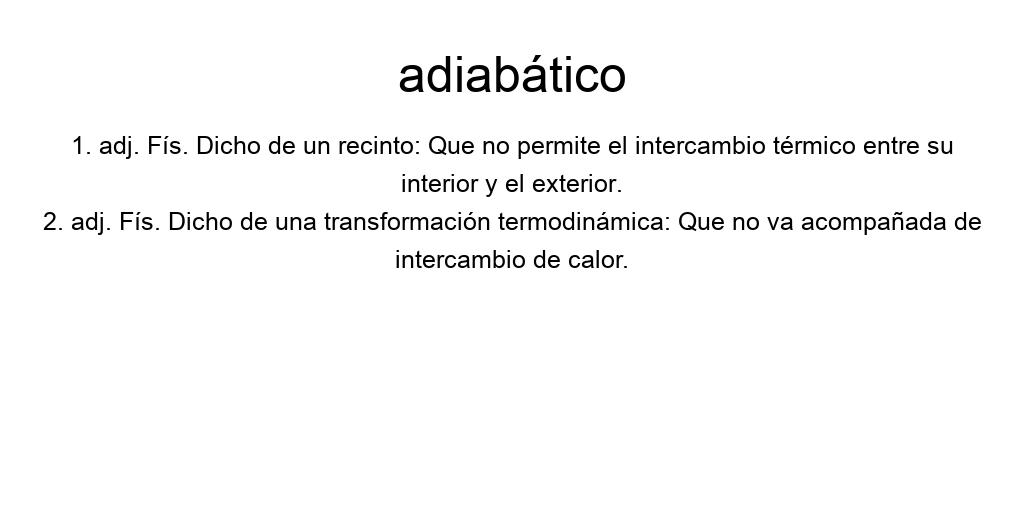 adiabático
1. adj. Fís. Dicho de un recinto: Que no permite el intercambio térmico entre su
interior y el exterior.
2. adj. Fís. Dicho de una transformación termodinámica: Que no va acompañada de
intercambio de calor.